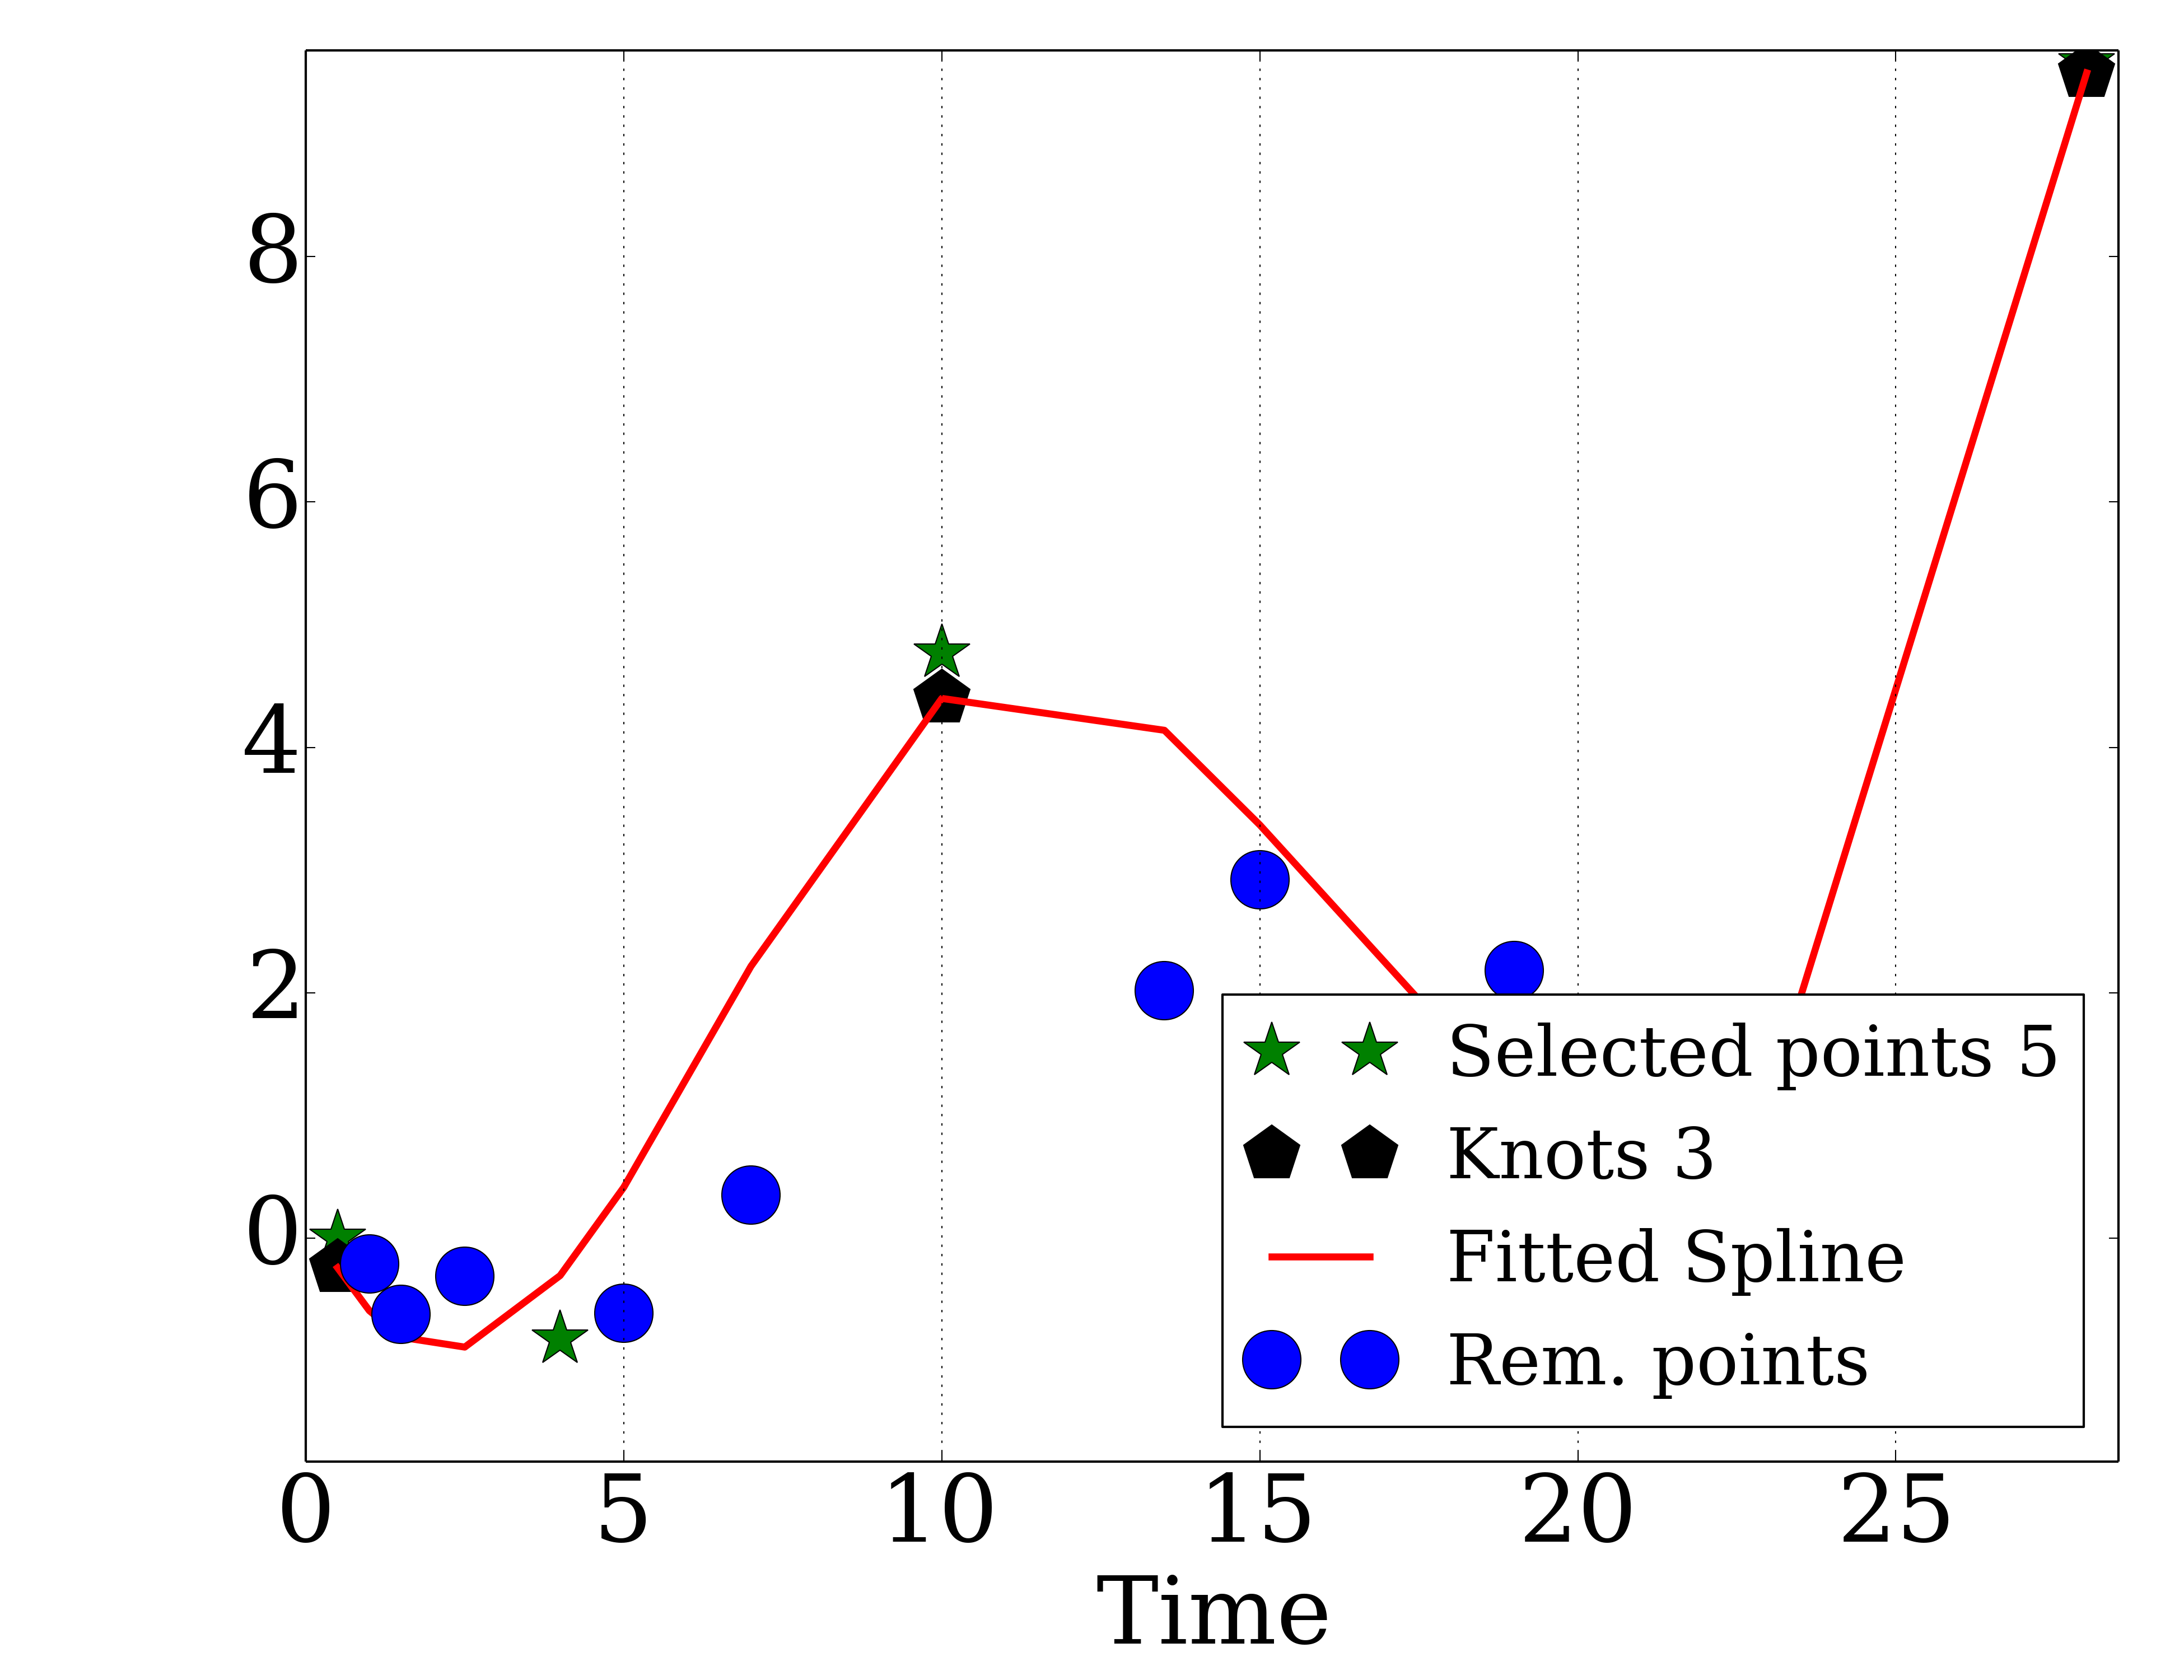 8
6
4
2
0
0 5 10 15 20 25
Time
Selected points 5
Knots 3
Fitted Spline
Rem. points